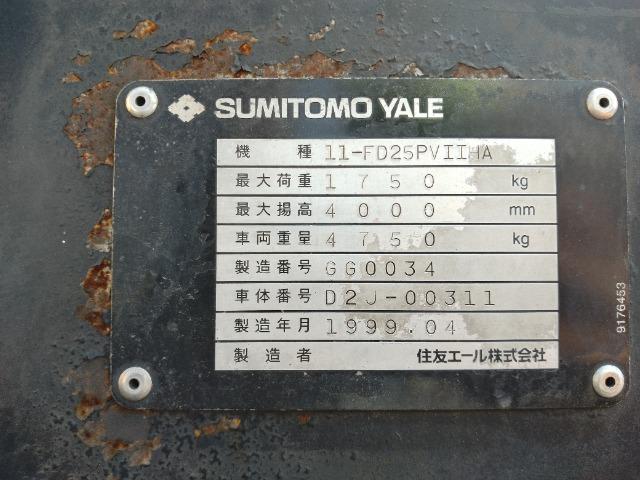 SUMITOMO YALE
機種 11-FD25PVIIHA
最大荷重 1750 kg
最大揚高 4000 mm
車両重量 4750 kg
製造番号 GG0034
車体番号 D2J-00311
製造年月 1999.04
製造者 住友エール株式会社
9176453